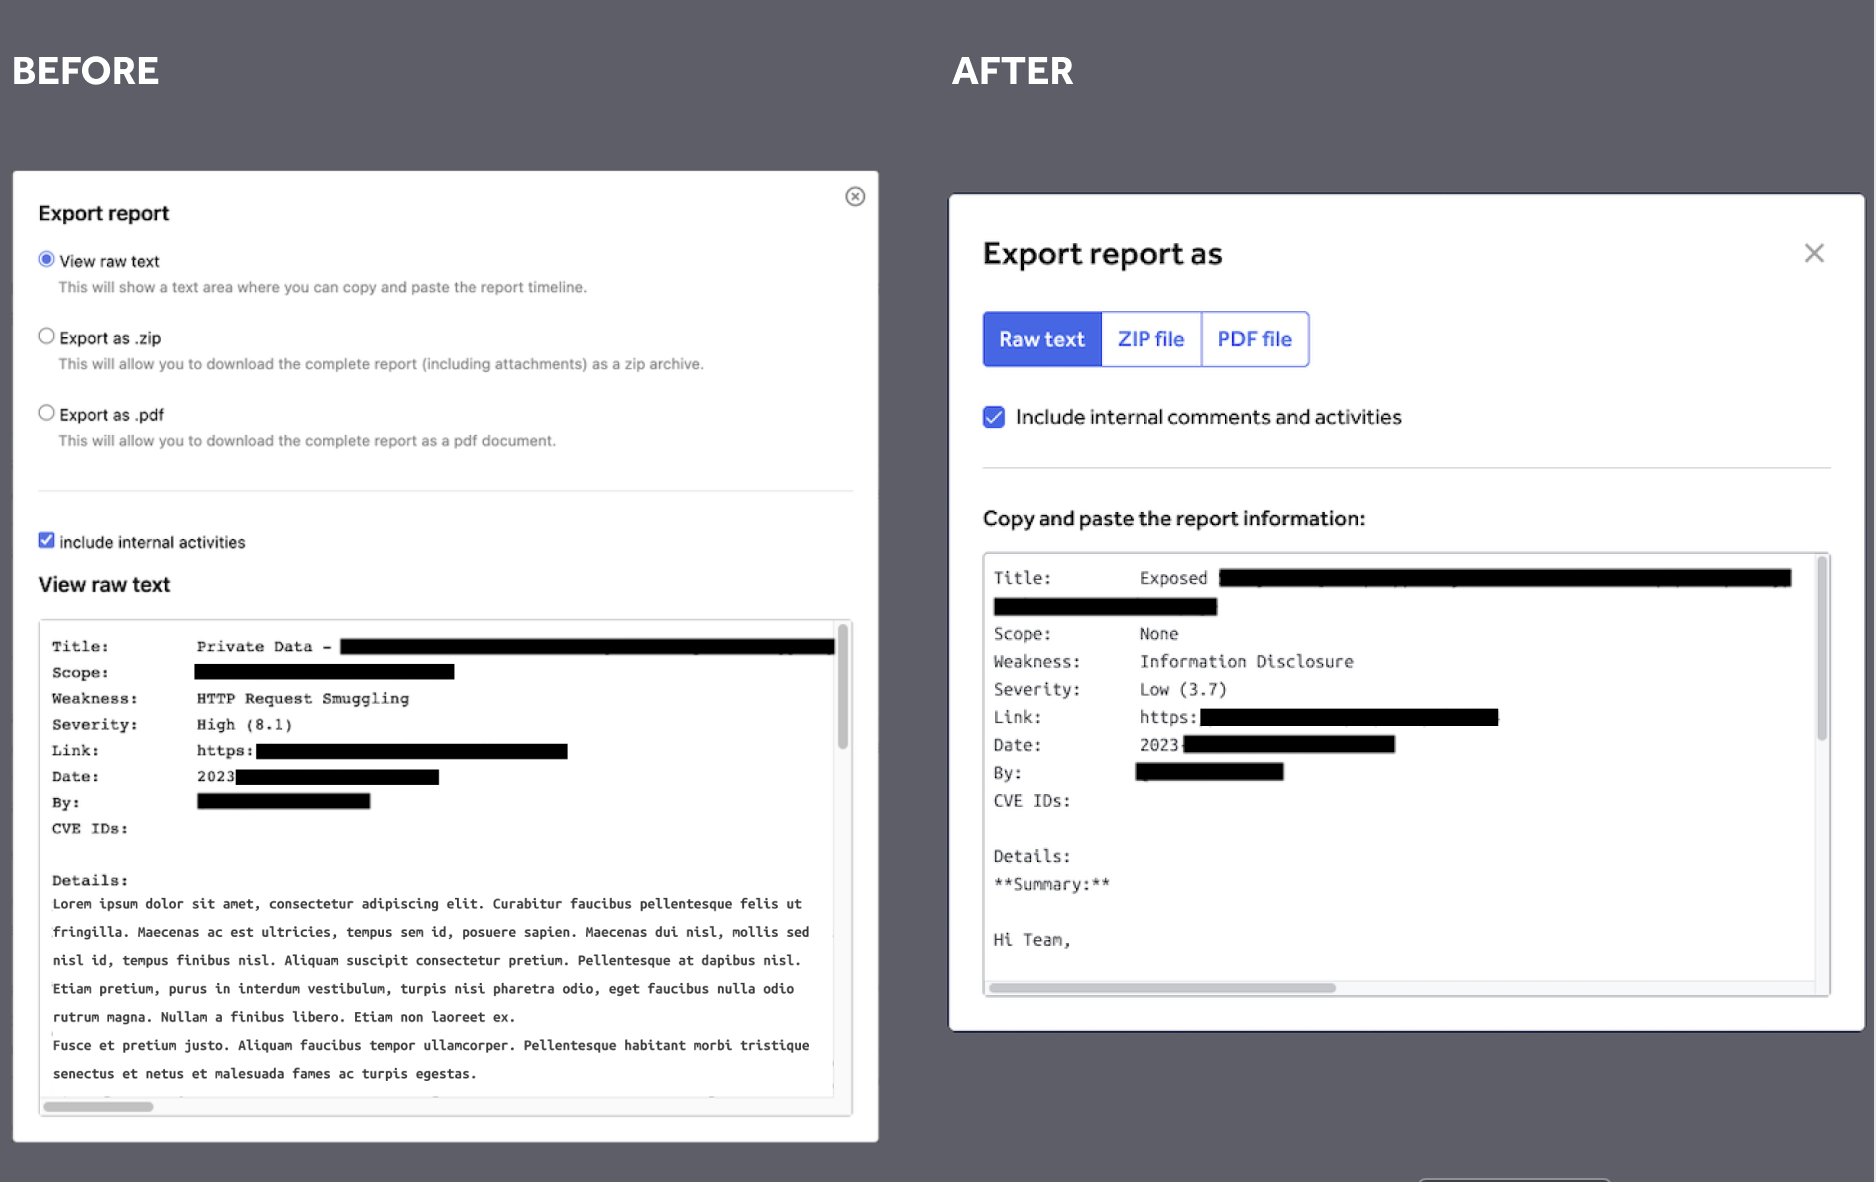 BEFORE
Export report
View raw text
This will show a text area where you can copy and paste the report timeline.
Export as .zip
This will allow you to download the complete report (including attachments) as a zip archive.
Export as .pdf
This will allow you to download the complete report as a pdf document.
include internal activities
View raw text
Title: Private Data -
Scope:
Weakness: HTTP Request Smuggling
Severity: High (8.1)
Link: https:
Date: 2023
By:
CVE IDs:
Details:
Lorem ipsum dolor sit amet, consectetur adipiscing elit. Curabitur faucibus pellentesque felis ut
fringilla. Maecenas ac est ultricies, tempus sem id, posuere sapien. Maecenas dui nisl, mollis sed
nisl id, tempus finibus nisl. Aliquam suscipit consectetur pretium. Pellentesque at dapibus nisl.
Etiam pretium, purus in interdum vestibulum, turpis nisi pharetra odio, eget faucibus nulla odio
rutrum magna. Nullam a finibus libero. Etiam non laoreet ex.
Fusce et pretium justo. Aliquam faucibus tempor ullamcorper. Pellentesque habitant morbi tristique
senectus et netus et malesuada fames ac turpis egestas.
AFTER
Export report as
Raw text ZIP file PDF file
Include internal comments and activities
Copy and paste the report information:
Title: Exposed
Scope: None
Weakness: Information Disclosure
Severity: Low (3.7)
Link: https:
Date: 2023-
By:
CVE IDs:
Details:
**Summary:**
Hi Team,